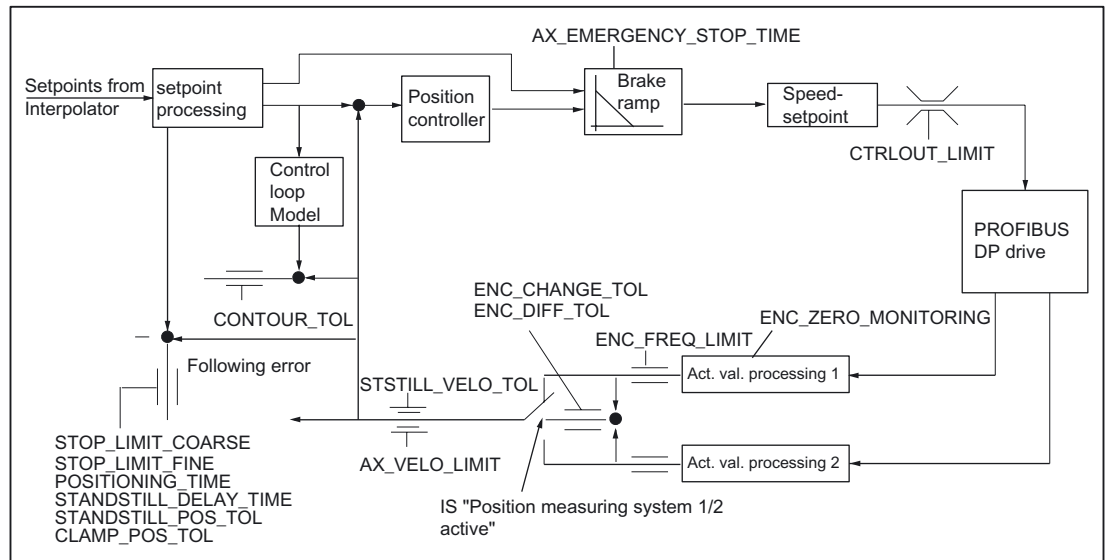 AX_EMERGENCY_STOP_TIME
Setpoints from
Interpolator
setpoint
processing
Position
controller
Brake
ramp
Speed-
setpoint
CTRLOUT_LIMIT
Control
loop
Model
PROFIBUS
DP drive
CONTOUR_TOL
ENC_CHANGE_TOL
ENC_DIFF_TOL
ENC_ZERO_MONITORING
ENC_FREQ_LIMIT
–
Following error
STSTILL_VELO_TOL
Act. val. processing 1
AX_VELO_LIMIT
Act. val. processing 2
STOP_LIMIT_COARSE
STOP_LIMIT_FINE
POSITIONING_TIME
STANDSTILL_DELAY_TIME
STANDSTILL_POS_TOL
CLAMP_POS_TOL
IS "Position measuring system 1/2
active"